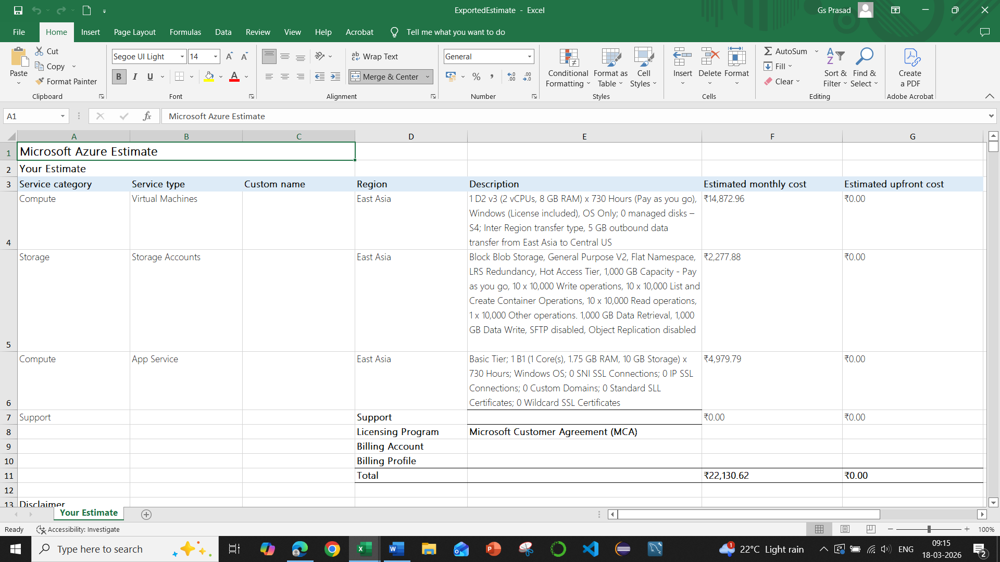 ExportedEstimate - Excel
Gs Prasad
File Home Insert Page Layout Formulas Data Review View Help Acrobat Tell me what you want to do
Paste
Cut
Copy
Format Painter
Clipboard
Segoe UI Light 14
B I U
Font
Wrap Text
Merge & Center
Alignment
General
Number
Conditional Formatting
Format as Table
Cell Styles
Styles
Insert Delete Format
Cells
AutoSum
Fill
Clear
Sort & Filter
Find & Select
Editing
Create a PDF
Adobe Acrobat
A1 fx Microsoft Azure Estimate
A B C D E F G
1 Microsoft Azure Estimate
2 Your Estimate
3 Service category Service type Custom name Region Description Estimated monthly cost Estimated upfront cost
Compute Virtual Machines East Asia 1 D2 v3 (2 vCPUs, 8 GB RAM) x 730 Hours (Pay as you go), ₹14,872.96 ₹0.00
Windows (License included), OS Only; 0 managed disks –
S4; Inter Region transfer type, 5 GB outbound data
4 transfer from East Asia to Central US
Storage Storage Accounts East Asia Block Blob Storage, General Purpose V2, Flat Namespace, ₹2,277.88 ₹0.00
LRS Redundancy, Hot Access Tier, 1,000 GB Capacity - Pay
as you go, 10 x 10,000 Write operations, 10 x 10,000 List and
Create Container Operations, 10 x 10,000 Read operations,
1 x 10,000 Other operations. 1,000 GB Data Retrieval, 1,000
GB Data Write, SFTP disabled, Object Replication disabled
5
Compute App Service East Asia Basic Tier; 1 B1 (1 Core(s), 1.75 GB RAM, 10 GB Storage) x ₹4,979.79 ₹0.00
730 Hours; Windows OS; 0 SNI SSL Connections; 0 IP SSL
Connections; 0 Custom Domains; 0 Standard SLL
6 Certificates; 0 Wildcard SSL Certificates
7 Support Support ₹0.00 ₹0.00
8 Licensing Program Microsoft Customer Agreement (MCA)
9 Billing Account
10 Billing Profile
11 Total ₹22,130.62 ₹0.00
12
13 Disclaimer
Your Estimate
Ready Accessibility: Investigate 100%
Type here to search
22°C Light rain
ENG
09:15
18-03-2026
2